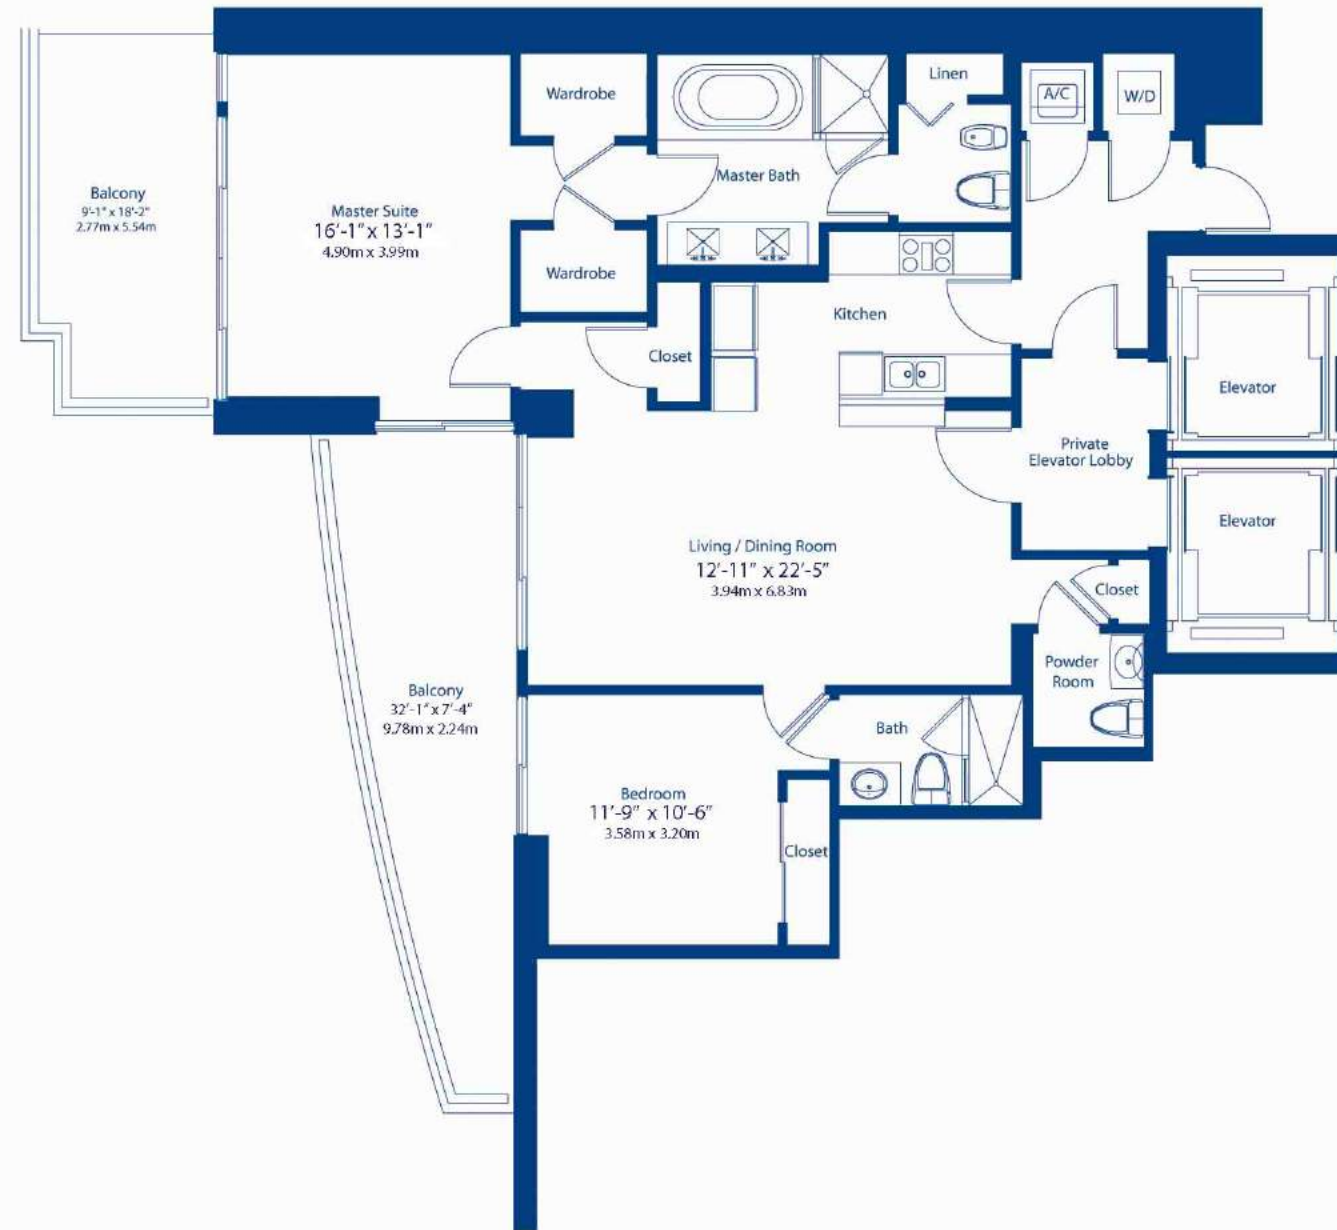 Balcony
9'-1" x 18'-2"
2.77m x 5.54m
Master Suite
16'-1" x 13'-1"
4.90m x 3.99m
Wardrobe
Wardrobe
Master Bath
Linen
A/C
W/D
Closet
Kitchen
Elevator
Private
Elevator Lobby
Elevator
Living / Dining Room
12'-11" x 22'-5"
3.94m x 6.83m
Closet
Powder
Room
Balcony
32'-1" x 7'-4"
9.78m x 2.24m
Bath
Bedroom
11'-9" x 10'-6"
3.58m x 3.20m
Closet